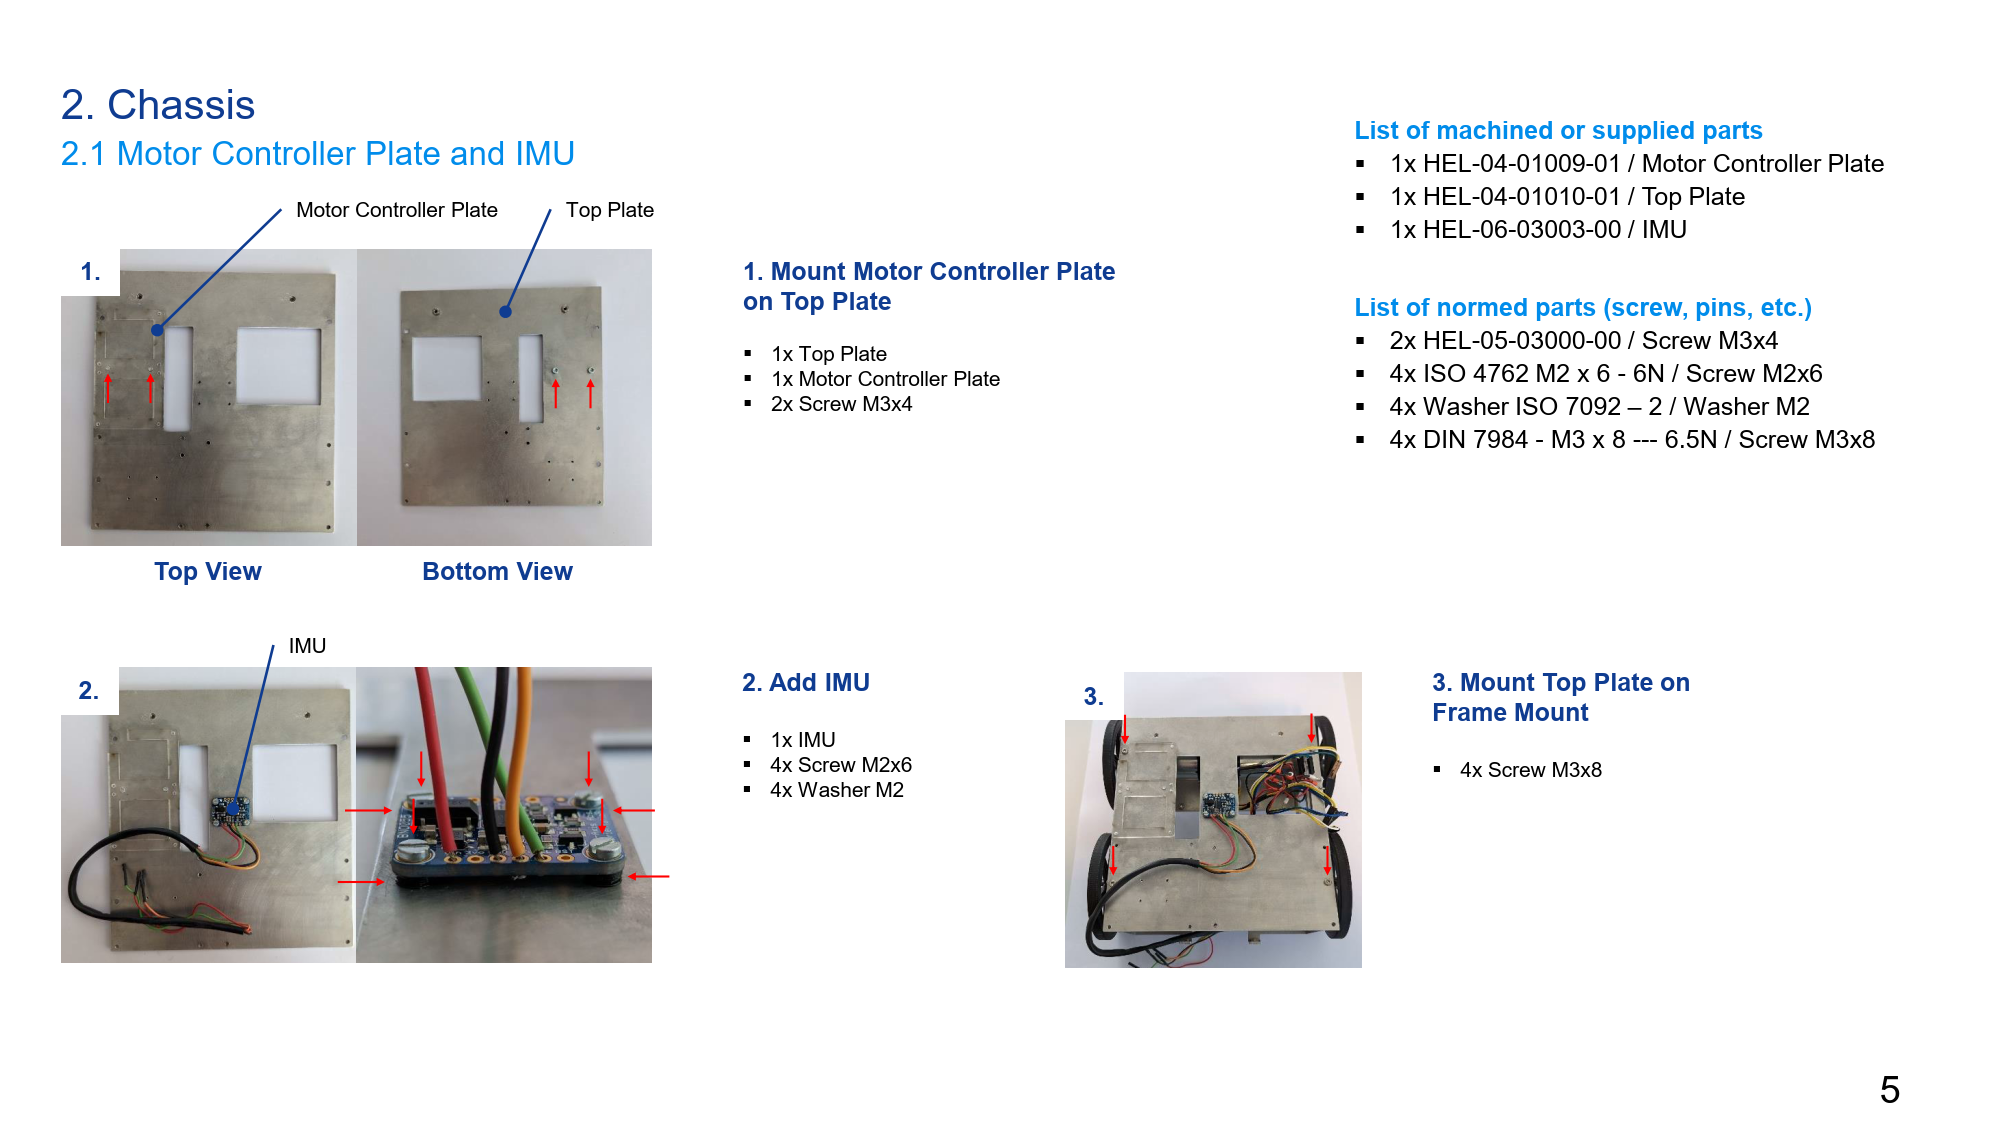 2. Chassis
2.1 Motor Controller Plate and IMU
Motor Controller Plate
Top Plate
1.
Top View
Bottom View
1. Mount Motor Controller Plate
on Top Plate
▪ 1x Top Plate
▪ 1x Motor Controller Plate
▪ 2x Screw M3x4
List of machined or supplied parts
▪ 1x HEL-04-01009-01 / Motor Controller Plate
▪ 1x HEL-04-01010-01 / Top Plate
▪ 1x HEL-06-03003-00 / IMU
List of normed parts (screw, pins, etc.)
▪ 2x HEL-05-03000-00 / Screw M3x4
▪ 4x ISO 4762 M2 x 6 - 6N / Screw M2x6
▪ 4x Washer ISO 7092 – 2 / Washer M2
▪ 4x DIN 7984 - M3 x 8 --- 6.5N / Screw M3x8
IMU
2.
2. Add IMU
▪ 1x IMU
▪ 4x Screw M2x6
▪ 4x Washer M2
3.
3. Mount Top Plate on
Frame Mount
▪ 4x Screw M3x8
5